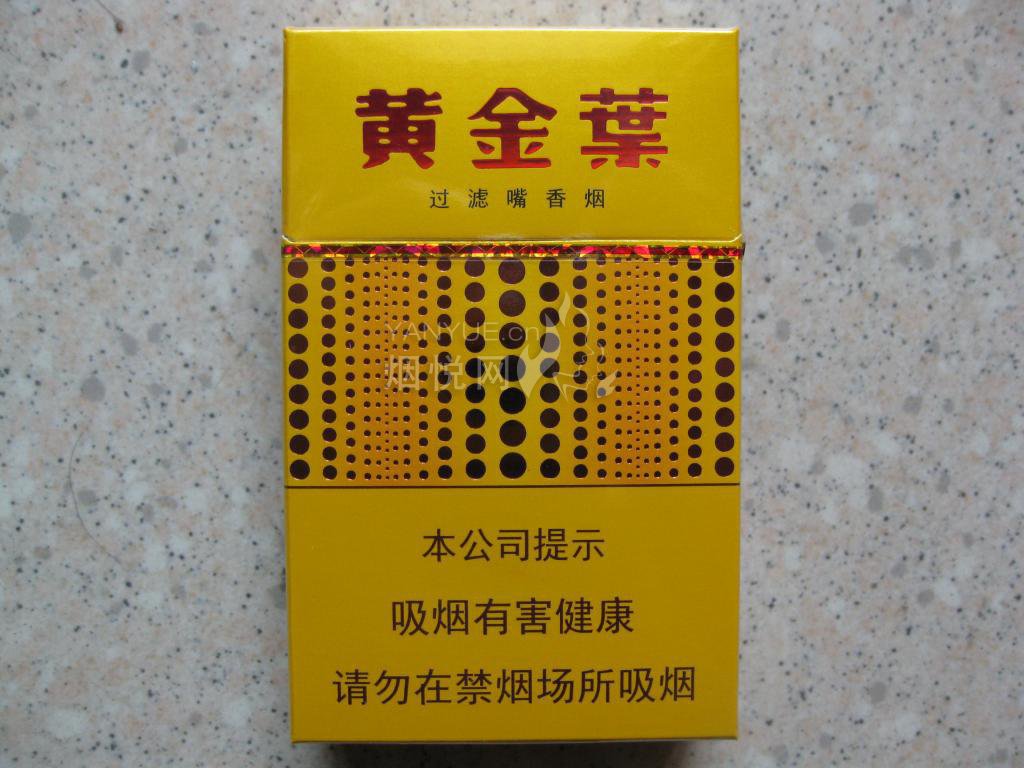 黄金葉
过滤嘴香烟
YANYUE.cn
烟悦网
本公司提示
吸烟有害健康
请勿在禁烟场所吸烟